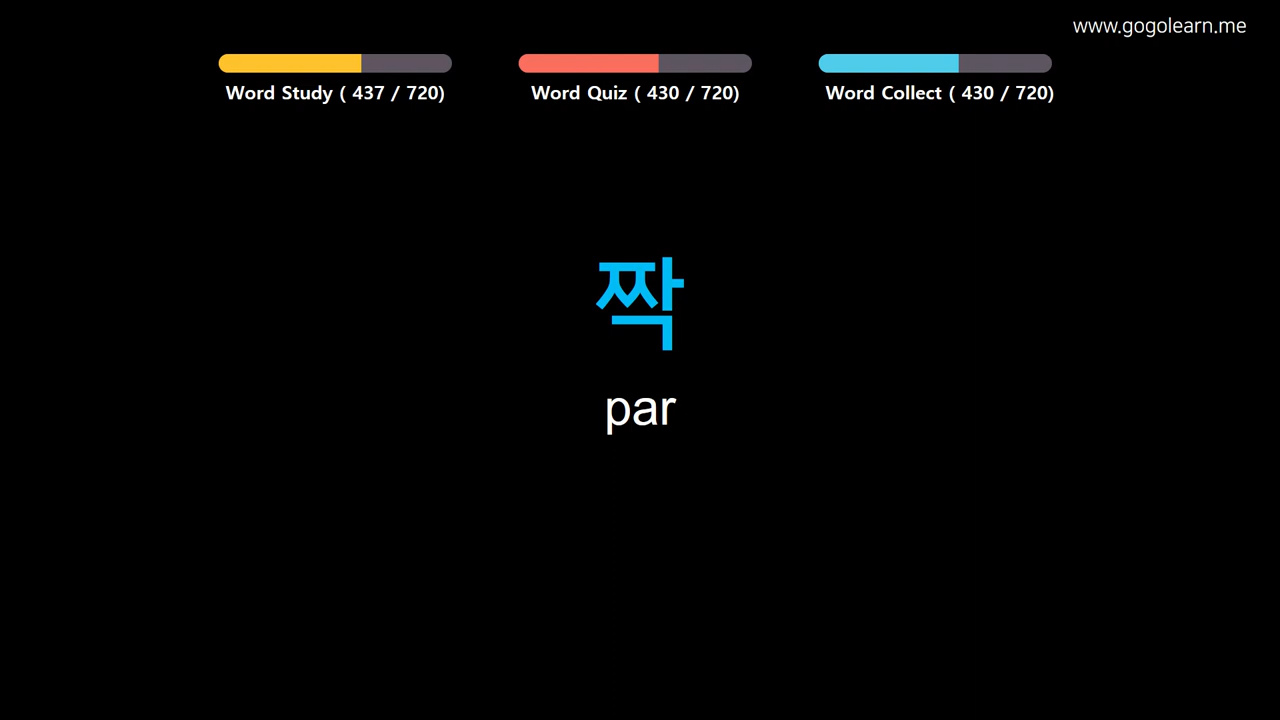 www.gogolearn.me
Word Study ( 437 / 720)
Word Quiz ( 430 / 720)
Word Collect ( 430 / 720)
짝
par